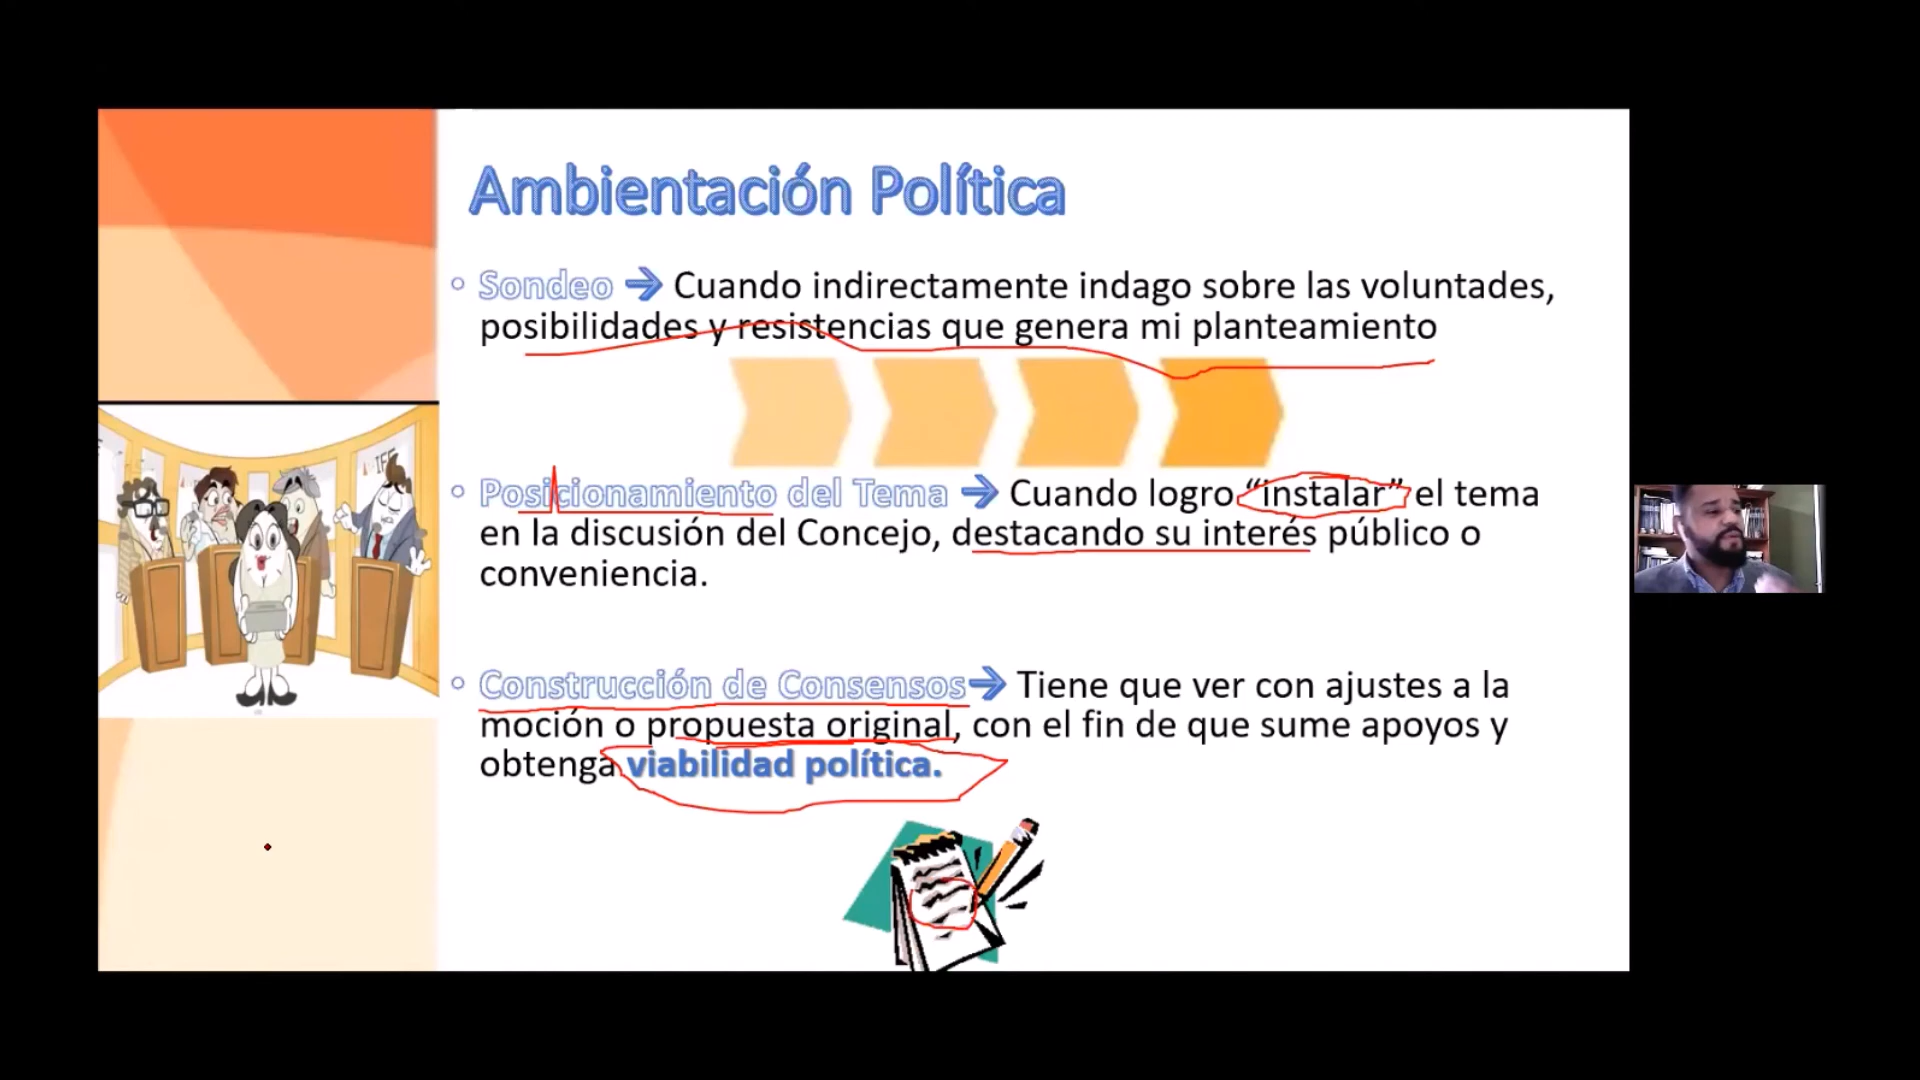 Ambientación Política
• Sondeo → Cuando indirectamente indago sobre las voluntades,
posibilidades y resistencias que genera mi planteamiento
• Posicionamiento del Tema → Cuando logro “instalar” el tema
en la discusión del Concejo, destacando su interés público o
conveniencia.
• Construcción de Consensos→ Tiene que ver con ajustes a la
moción o propuesta original, con el fin de que sume apoyos y
obtenga viabilidad política.